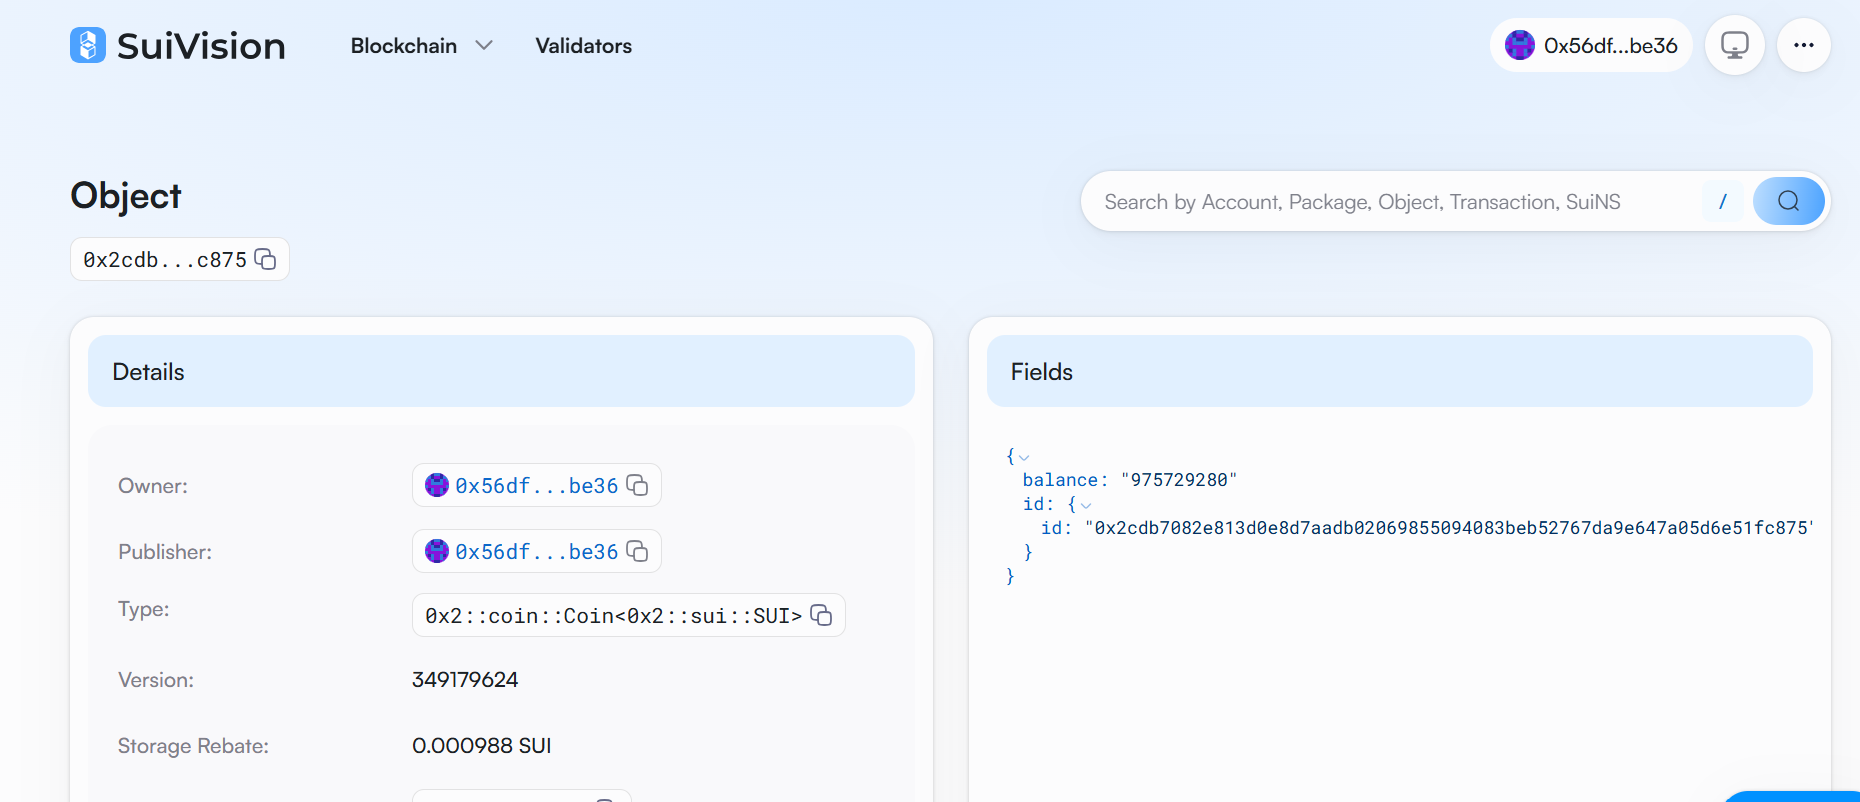 SuiVision
Blockchain
Validators
0x56df...be36
Object
Search by Account, Package, Object, Transaction, SuiNS
/
0x2cdb...c875
Details
Owner:
0x56df...be36
Publisher:
0x56df...be36
Type:
0x2::coin::Coin<0x2::sui::SUI>
Version:
349179624
Storage Rebate:
0.000988 SUI
Fields
{
balance: "975729280"
id: {
id: "0x2cdb7082e813d0e8d7aadb02069855094083beb52767da9e647a05d6e51fc875"
}
}